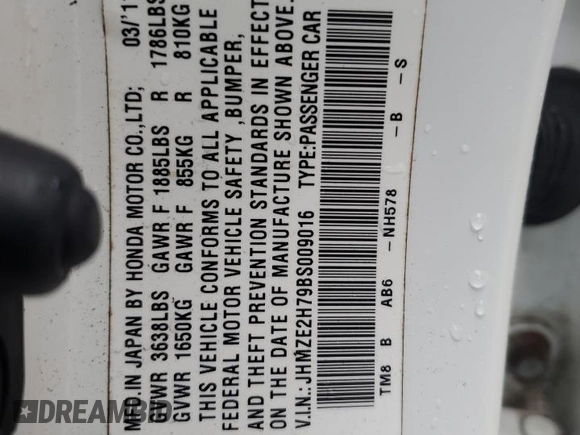 MFD.IN JAPAN BY HONDA MOTOR CO.,LTD; 03/'1
GVWR 3638LBS GAWR F 1885LBS R 1786LBS
GVWR 1650KG GAWR F 855KG R 810KG
THIS VEHICLE CONFORMS TO ALL APPLICABLE
FEDERAL MOTOR VEHICLE SAFETY ,BUMPER,
AND THEFT PREVENTION STANDARDS IN EFFECT
ON THE DATE OF MANUFACTURE SHOWN ABOVE.
V.I.N.: JHMZE2H79BS009016 TYPE:PASSENGER CAR
TM8 B AB6 -NH578 -B -S
DREAMBID